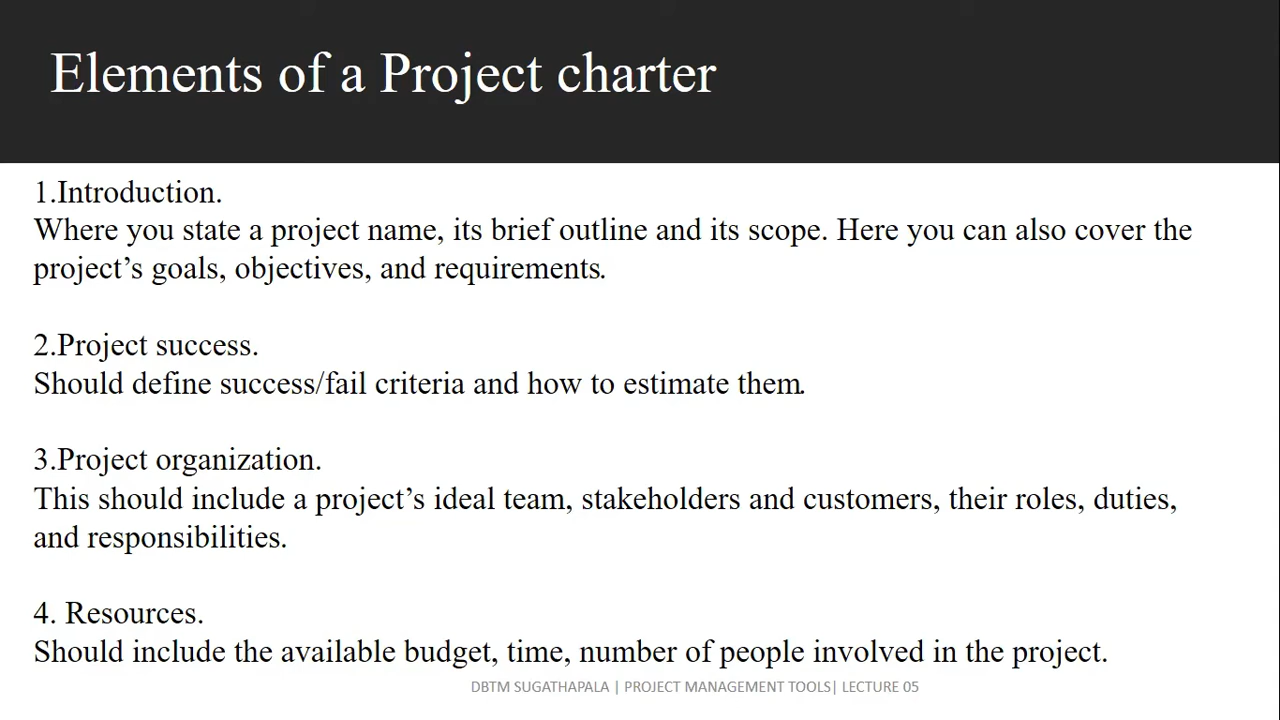 Elements of a Project charter
1.Introduction.
Where you state a project name, its brief outline and its scope. Here you can also cover the
project’s goals, objectives, and requirements.
2.Project success.
Should define success/fail criteria and how to estimate them.
3.Project organization.
This should include a project’s ideal team, stakeholders and customers, their roles, duties,
and responsibilities.
4. Resources.
Should include the available budget, time, number of people involved in the project.
DBTM SUGATHAPALA | PROJECT MANAGEMENT TOOLS| LECTURE 05